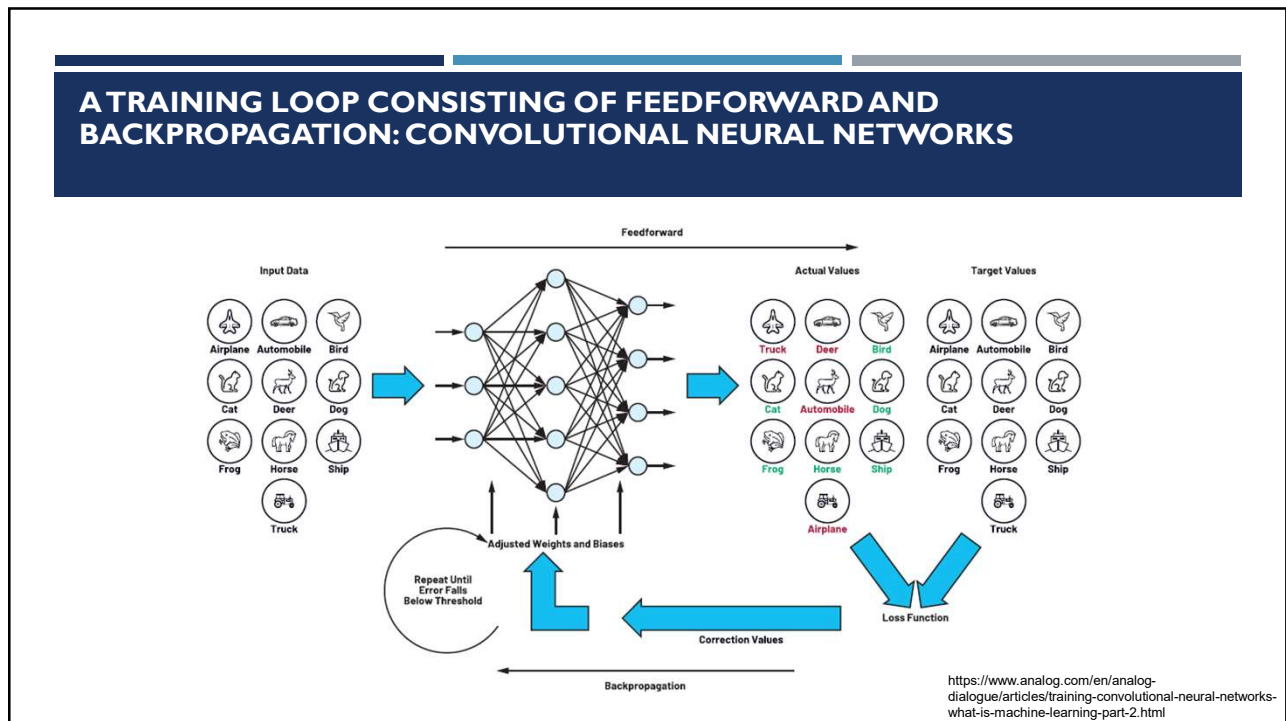 A TRAINING LOOP CONSISTING OF FEEDFORWARD AND
BACKPROPAGATION: CONVOLUTIONAL NEURAL NETWORKS
Feedforward
Input Data
Actual Values
Target Values
Airplane Automobile Bird
Truck Deer Bird
Airplane Automobile Bird
Cat Deer Dog
Cat Automobile Dog
Cat Deer Dog
Frog Horse Ship
Frog Horse Ship
Frog Horse Ship
Truck
Airplane
Truck
Adjusted Weights and Biases
Repeat Until
Error Falls
Below Threshold
Loss Function
Correction Values
Backpropagation
https://www.analog.com/en/analog-
dialogue/articles/training-convolutional-neural-networks-
what-is-machine-learning-part-2.html